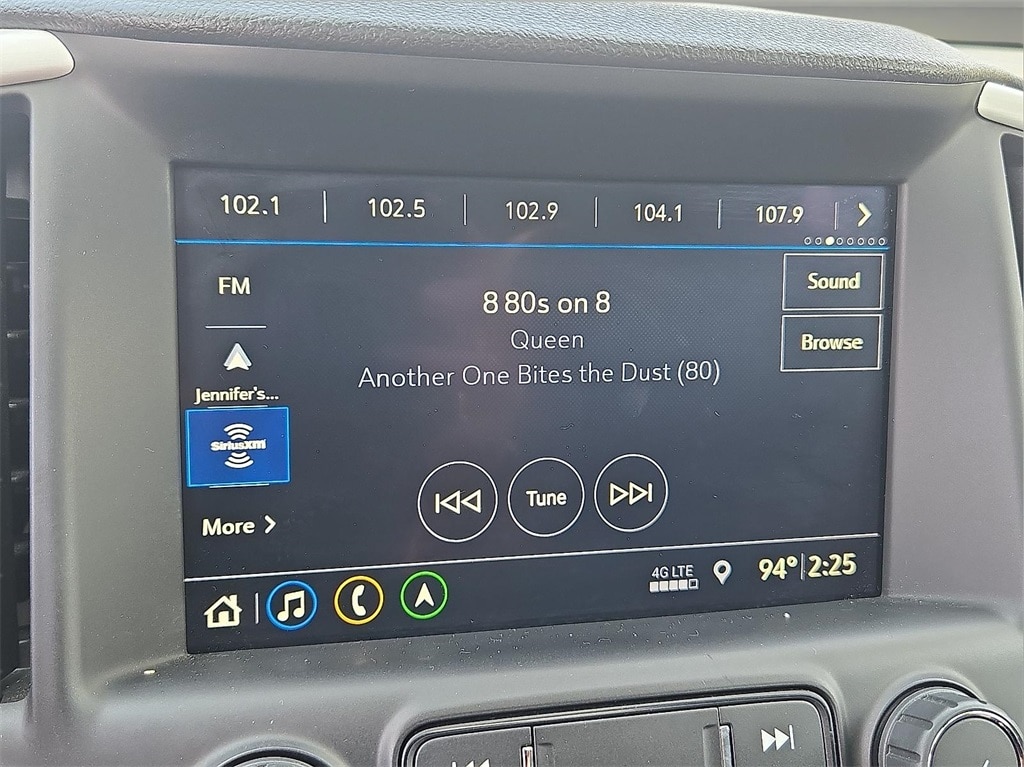 102.1 102.5 102.9 104.1 107.9
FM
Sound
8 80s on 8
Queen
Browse
Another One Bites the Dust (80)
Jennifer's...
SiriusXM
Tune
More
4G LTE
94° 2:25